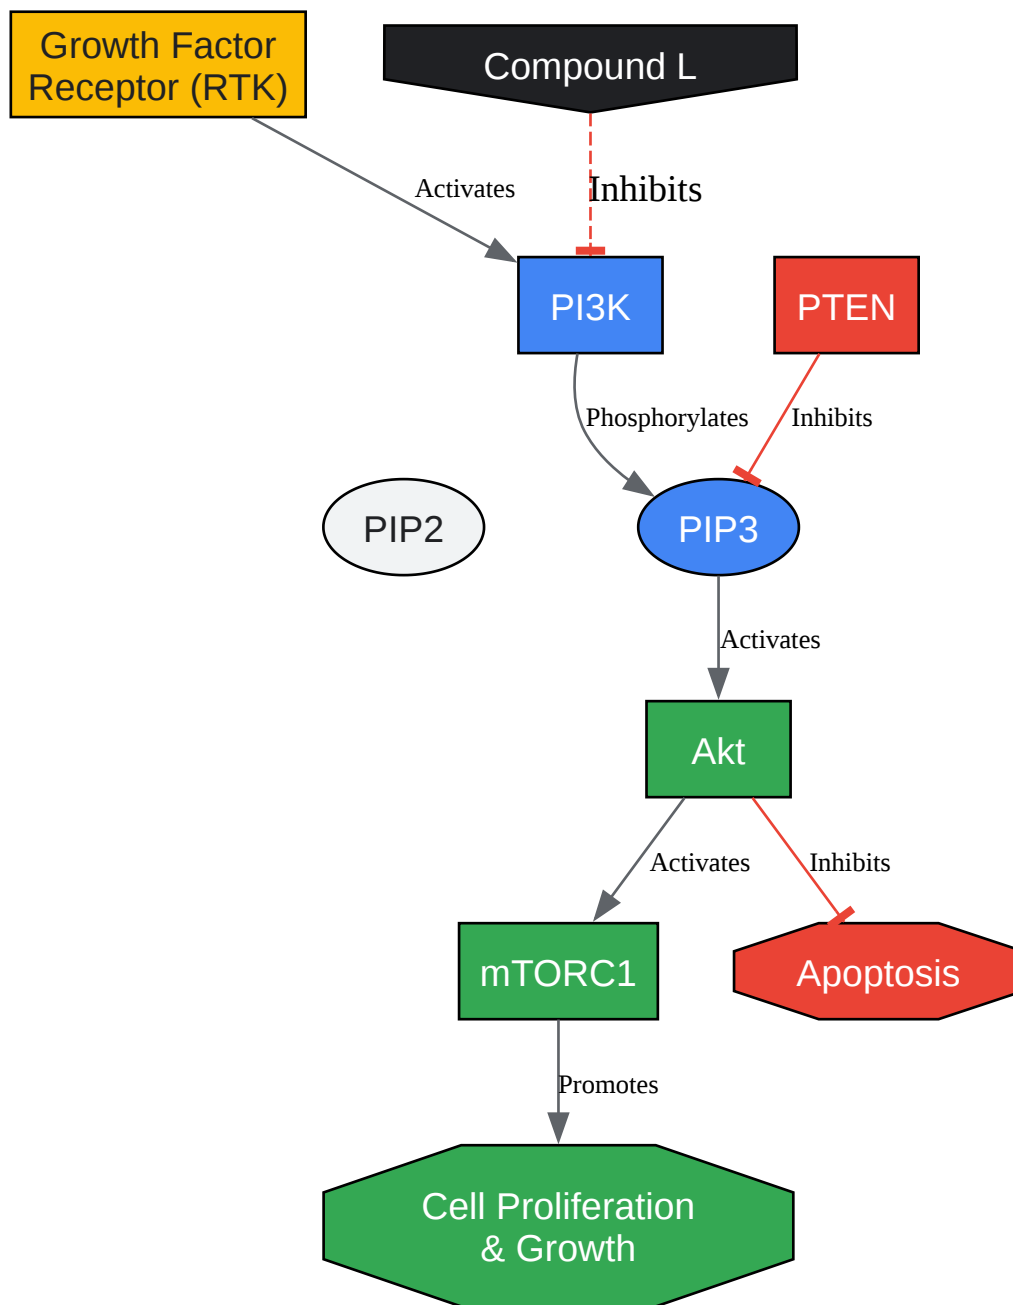 Growth Factor
Receptor (RTK)
Compound L
Activates
Inhibits
PI3K
PTEN
Phosphorylates
Inhibits
PIP2
PIP3
Activates
Akt
Activates
Inhibits
mTORC1
Apoptosis
Promotes
Cell Proliferation
& Growth